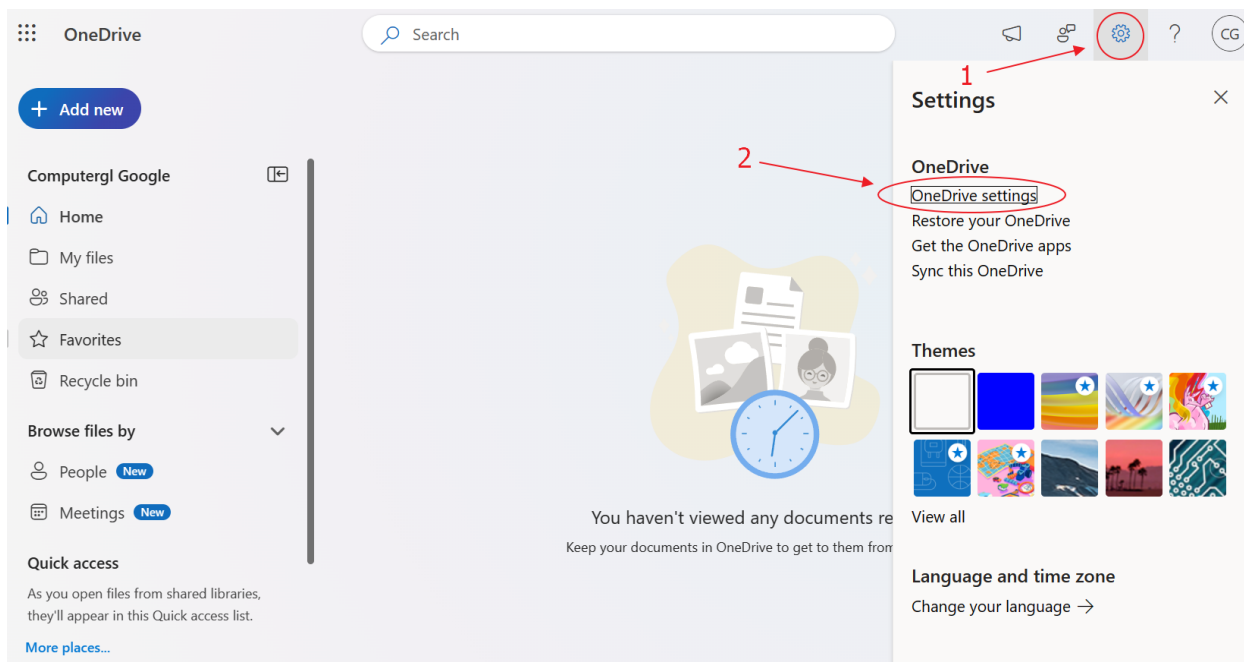 OneDrive
Search
CG
1
Add new
Settings
2
OneDrive
Computergl Google
OneDrive settings
Home
Restore your OneDrive
My files
Get the OneDrive apps
Shared
Sync this OneDrive
Favorites
Themes
Recycle bin
Browse files by
People New
Meetings New
You haven't viewed any documents re
View all
Keep your documents in OneDrive to get to them from
Quick access
Language and time zone
As you open files from shared libraries,
Change your language →
they'll appear in this Quick access list.
More places...